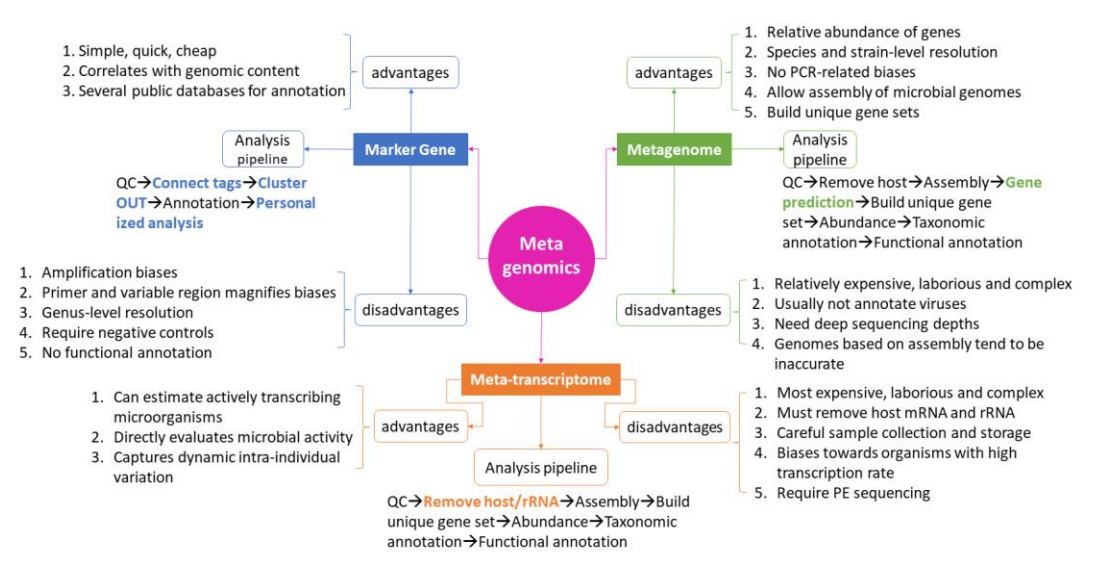 1. Simple, quick, cheap
2. Correlates with genomic content
3. Several public databases for annotation
advantages
Analysis
pipeline
Marker Gene
QC→Connect tags→Cluster
OUT→Annotation→Personal
ized analysis
1. Amplification biases
2. Primer and variable region magnifies biases
3. Genus-level resolution
4. Require negative controls
5. No functional annotation
disadvantages
Meta
genomics
advantages
1. Relative abundance of genes
2. Species and strain-level resolution
3. No PCR-related biases
4. Allow assembly of microbial genomes
5. Build unique gene sets
Metagenome
Analysis
pipeline
QC→Remove host→Assembly→Gene
prediction→Build unique gene
set→Abundance→Taxonomic
annotation→Functional annotation
disadvantages
1. Relatively expensive, laborious and complex
2. Usually not annotate viruses
3. Need deep sequencing depths
4. Genomes based on assembly tend to be
inaccurate
Meta-transcriptome
1. Can estimate actively transcribing
microorganisms
2. Directly evaluates microbial activity
3. Captures dynamic intra-individual
variation
advantages
Analysis pipeline
QC→Remove host/rRNA→Assembly→Build
unique gene set→Abundance→Taxonomic
annotation→Functional annotation
disadvantages
1. Most expensive, laborious and complex
2. Must remove host mRNA and rRNA
3. Careful sample collection and storage
4. Biases towards organisms with high
transcription rate
5. Require PE sequencing